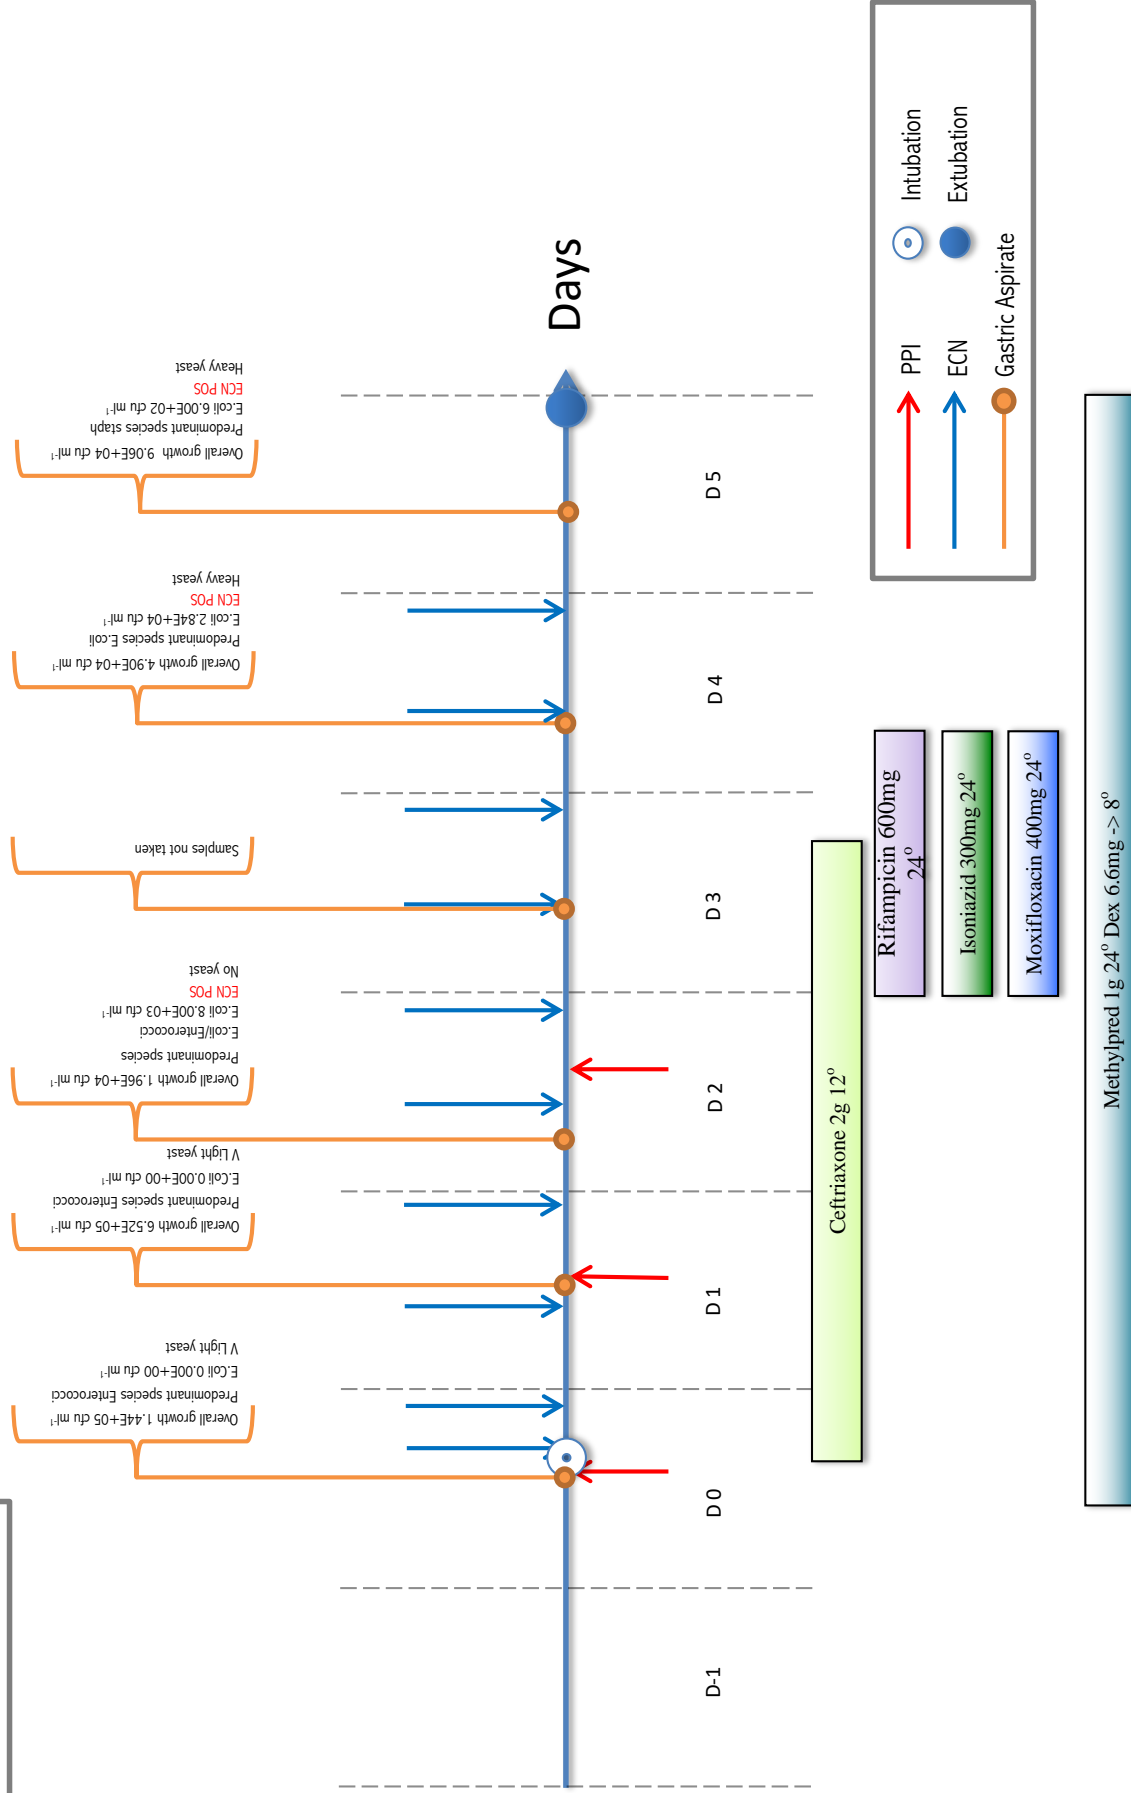 Overall growth 1.44E+05 cfu ml⁻¹
Predominant species Enterococci
E.Coli 0.00E+00 cfu ml⁻¹
V Light yeast
Overall growth 6.52E+05 cfu ml⁻¹
Predominant species Enterococci
E.Coli 0.00E+00 cfu ml⁻¹
V Light yeast
Overall growth 1.96E+04 cfu ml⁻¹
Predominant species
E.coli/Enterococci
E.coli 8.00E+03 cfu ml⁻¹
ECN POS
No yeast
Samples not taken
Overall growth 4.90E+04 cfu ml⁻¹
Predominant species E.coli
E.coli 2.84E+04 cfu ml⁻¹
ECN POS
Heavy yeast
Overall growth  9.06E+04 cfu ml⁻¹
Predominant species staph
E.coli 6.00E+02 cfu ml⁻¹
ECN POS
Heavy yeast
Days
D-1
D 0
D 1
D 2
D 3
D 4
D 5
Ceftriaxone 2g 12°
Rifampicin 600mg
24°
Isoniazid 300mg 24°
Moxifloxacin 400mg 24°
Methylpred 1g 24° Dex 6.6mg -> 8°
PPI
Intubation
ECN
Extubation
Gastric Aspirate